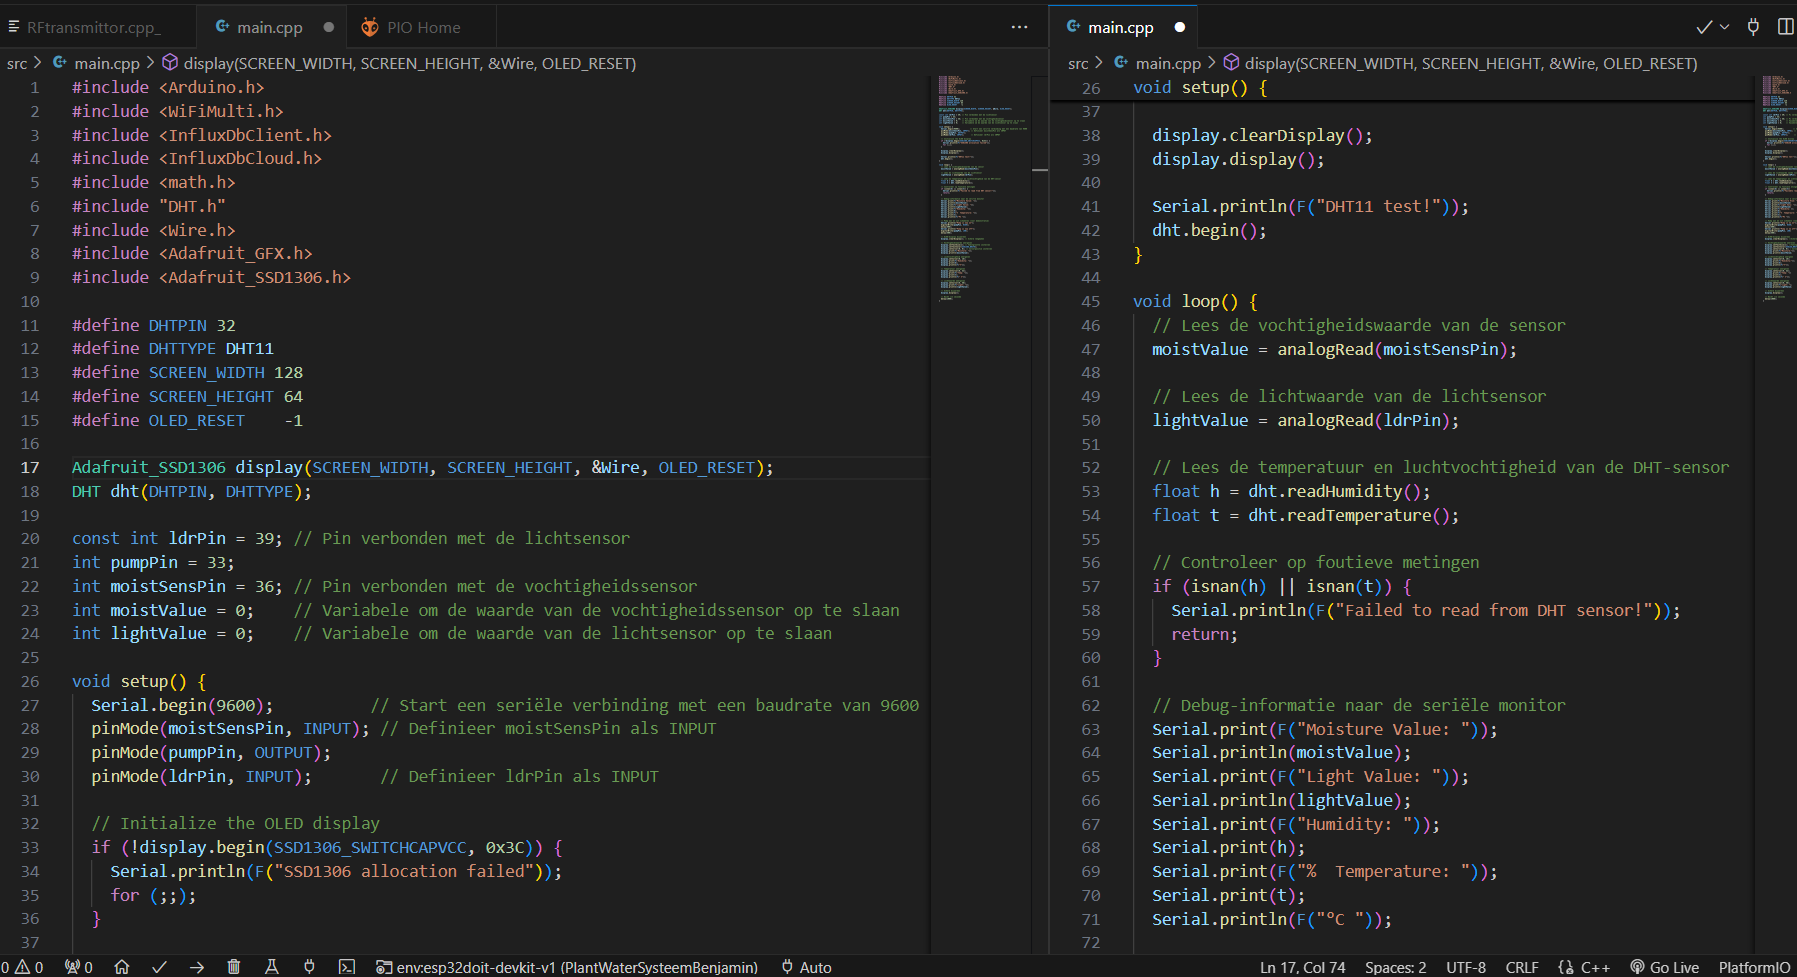 RFtransmittor.cpp_
main.cpp
PIO Home
src > main.cpp > display(SCREEN_WIDTH, SCREEN_HEIGHT, &Wire, OLED_RESET)
1 #include <Arduino.h>
2 #include <WiFiMulti.h>
3 #include <InfluxDbClient.h>
4 #include <InfluxDbCloud.h>
5 #include <math.h>
6 #include "DHT.h"
7 #include <Wire.h>
8 #include <Adafruit_GFX.h>
9 #include <Adafruit_SSD1306.h>
10
11 #define DHTPIN 32
12 #define DHTTYPE DHT11
13 #define SCREEN_WIDTH 128
14 #define SCREEN_HEIGHT 64
15 #define OLED_RESET    -1
16
17 Adafruit_SSD1306 display(SCREEN_WIDTH, SCREEN_HEIGHT, &Wire, OLED_RESET);
18 DHT dht(DHTPIN, DHTTYPE);
19
20 const int ldrPin = 39; // Pin verbonden met de lichtsensor
21 int pumpPin = 33;
22 int moistSensPin = 36; // Pin verbonden met de vochtigheidssensor
23 int moistValue = 0;    // Variabele om de waarde van de vochtigheidssensor op te slaan
24 int lightValue = 0;    // Variabele om de waarde van de lichtsensor op te slaan
25
26 void setup() {
27   Serial.begin(9600);          // Start een seriële verbinding met een baudrate van 9600
28   pinMode(moistSensPin, INPUT); // Definieer moistSensPin als INPUT
29   pinMode(pumpPin, OUTPUT);
30   pinMode(ldrPin, INPUT);       // Definieer ldrPin als INPUT
31
32   // Initialize the OLED display
33   if (!display.begin(SSD1306_SWITCHCAPVCC, 0x3C)) {
34     Serial.println(F("SSD1306 allocation failed"));
35     for (;;);
36   }
37
main.cpp
src > main.cpp > display(SCREEN_WIDTH, SCREEN_HEIGHT, &Wire, OLED_RESET)
26 void setup() {
37
38   display.clearDisplay();
39   display.display();
40
41   Serial.println(F("DHT11 test!"));
42   dht.begin();
43 }
44
45 void loop() {
46   // Lees de vochtigheidswaarde van de sensor
47   moistValue = analogRead(moistSensPin);
48
49   // Lees de lichtwaarde van de lichtsensor
50   lightValue = analogRead(ldrPin);
51
52   // Lees de temperatuur en luchtvochtigheid van de DHT-sensor
53   float h = dht.readHumidity();
54   float t = dht.readTemperature();
55
56   // Controleer op foutieve metingen
57   if (isnan(h) || isnan(t)) {
58     Serial.println(F("Failed to read from DHT sensor!"));
59     return;
60   }
61
62   // Debug-informatie naar de seriële monitor
63   Serial.print(F("Moisture Value: "));
64   Serial.println(moistValue);
65   Serial.print(F("Light Value: "));
66   Serial.println(lightValue);
67   Serial.print(F("Humidity: "));
68   Serial.print(h);
69   Serial.print(F("%  Temperature: "));
70   Serial.print(t);
71   Serial.println(F("°C "));
72
0 0 0 env:esp32doit-devkit-v1 (PlantWaterSysteemBenjamin) Auto Ln 17, Col 74 Spaces: 2 UTF-8 CRLF {} C++ Go Live PlatformIO